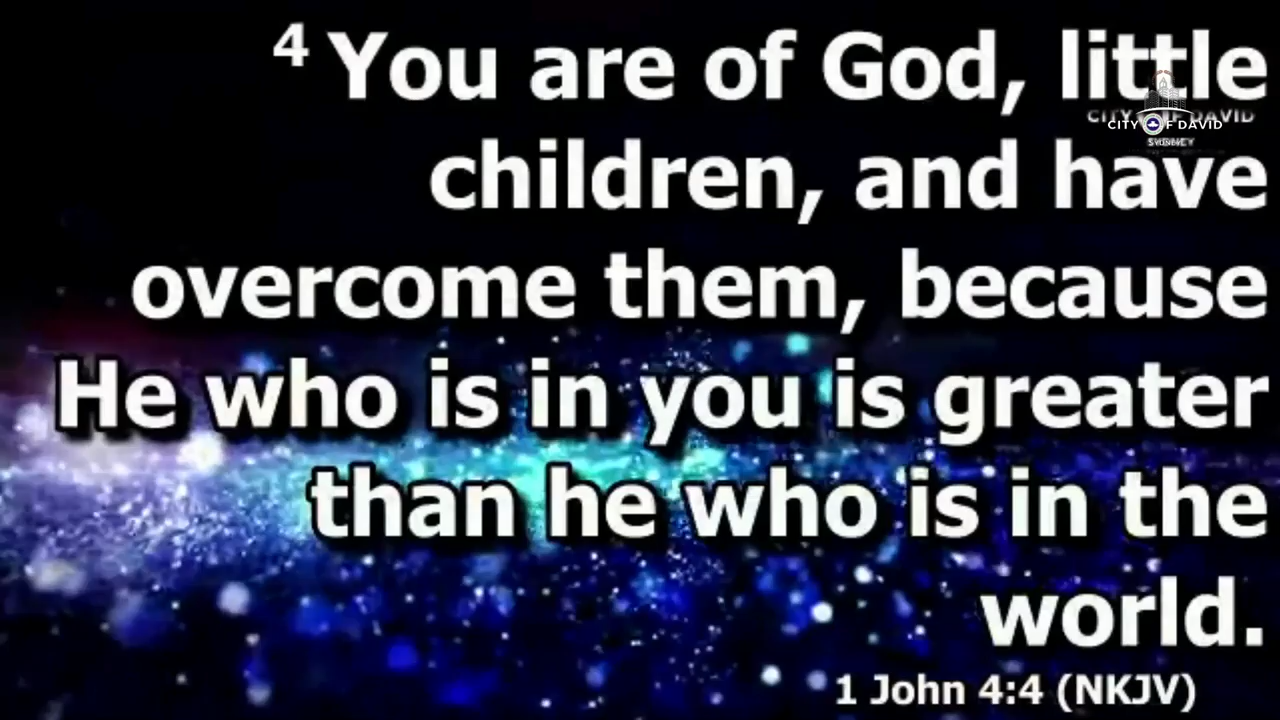 4 You are of God, little
children, and have
overcome them, because
He who is in you is greater
than he who is in the
world.
1 John 4:4 (NKJV)
CITY OF DAVID
SYDNEY